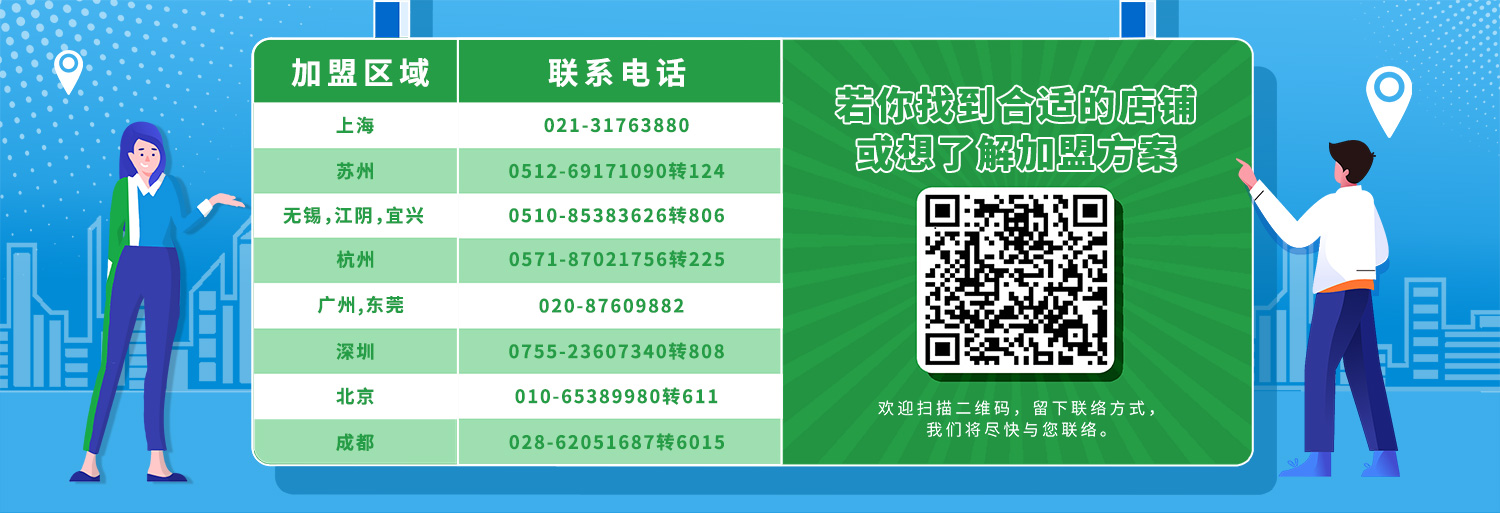 加盟区域 联系电话
上海 021-31763880
苏州 0512-69171090转124
无锡,江阴,宜兴 0510-85383626转806
杭州 0571-87021756转225
广州,东莞 020-87609882
深圳 0755-23607340转808
北京 010-65389980转611
成都 028-62051687转6015
若你找到合适的店铺
或想了解加盟方案
欢迎扫描二维码，留下联络方式，
我们将尽快与您联络。